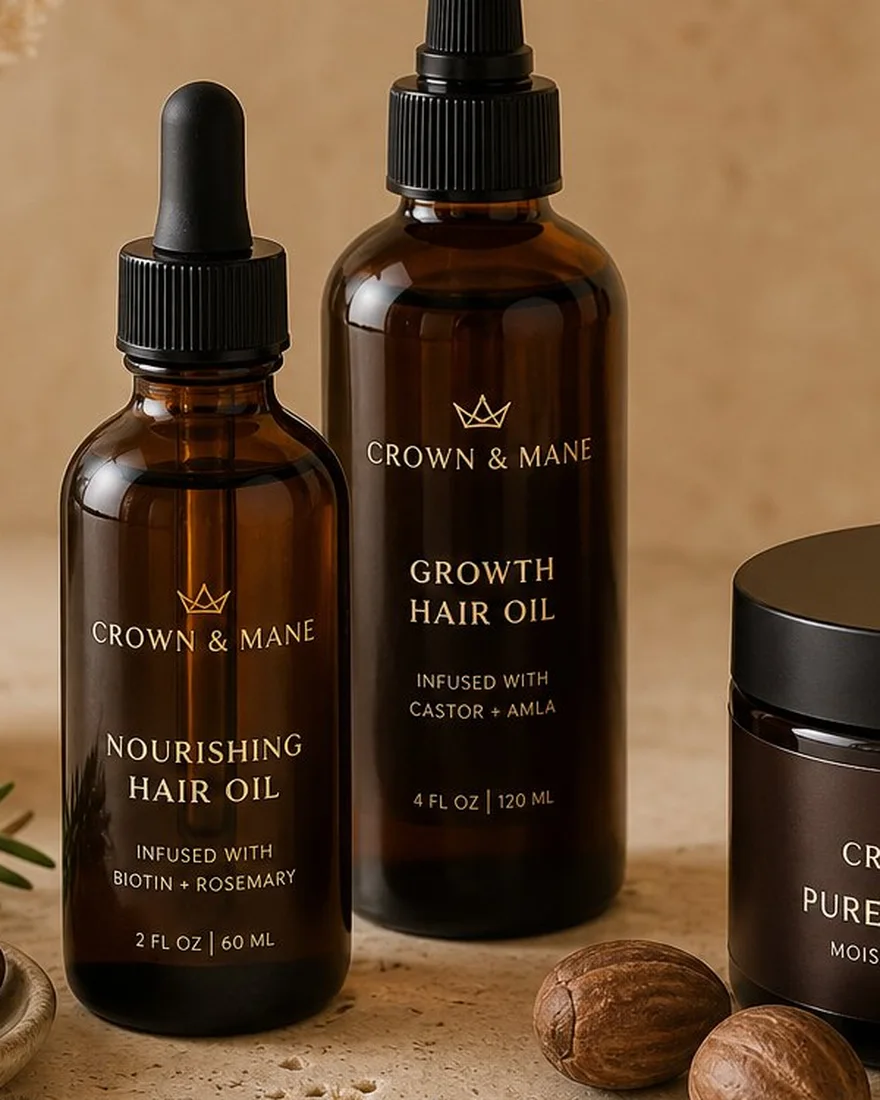 CROWN & MANE
NOURISHING
HAIR OIL
INFUSED WITH
BIOTIN + ROSEMARY
2 FL OZ | 60 ML
CROWN & MANE
GROWTH
HAIR OIL
INFUSED WITH
CASTOR + AMLA
4 FL OZ | 120 ML
PURE